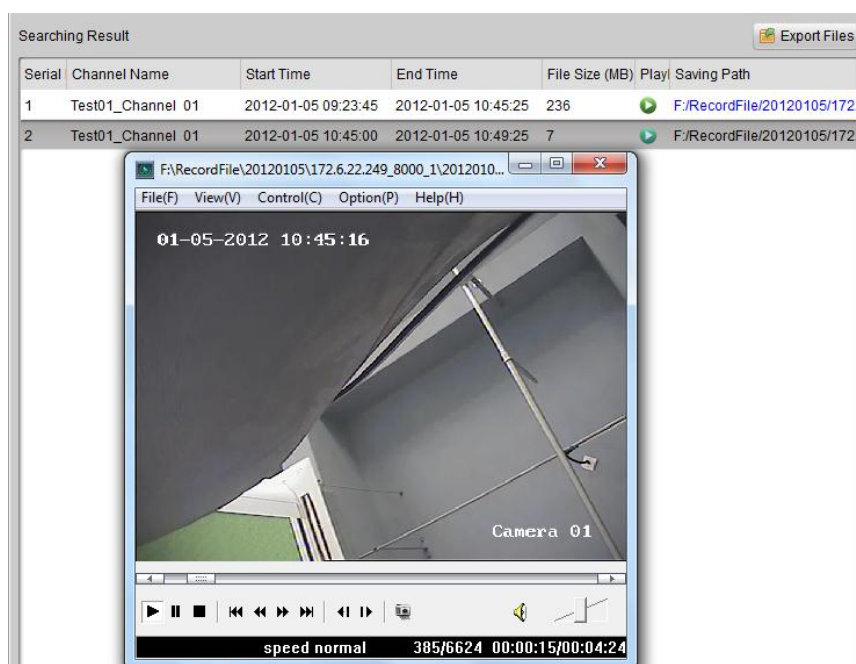 Searching Result
Export Files
Serial Channel Name Start Time End Time File Size (MB) Playl Saving Path
1 Test01_Channel 01 2012-01-05 09:23:45 2012-01-05 10:45:25 236 F:/RecordFile/20120105/172
2 Test01_Channel 01 2012-01-05 10:45:00 2012-01-05 10:49:25 7 F:/RecordFile/20120105/172
F:\RecordFile\20120105\172.6.22.249_8000_1\2012010...
File(F) View(V) Control(C) Option(P) Help(H)
01-05-2012 10:45:16
Camera 01
speed normal 385/6624 00:00:15/00:04:24